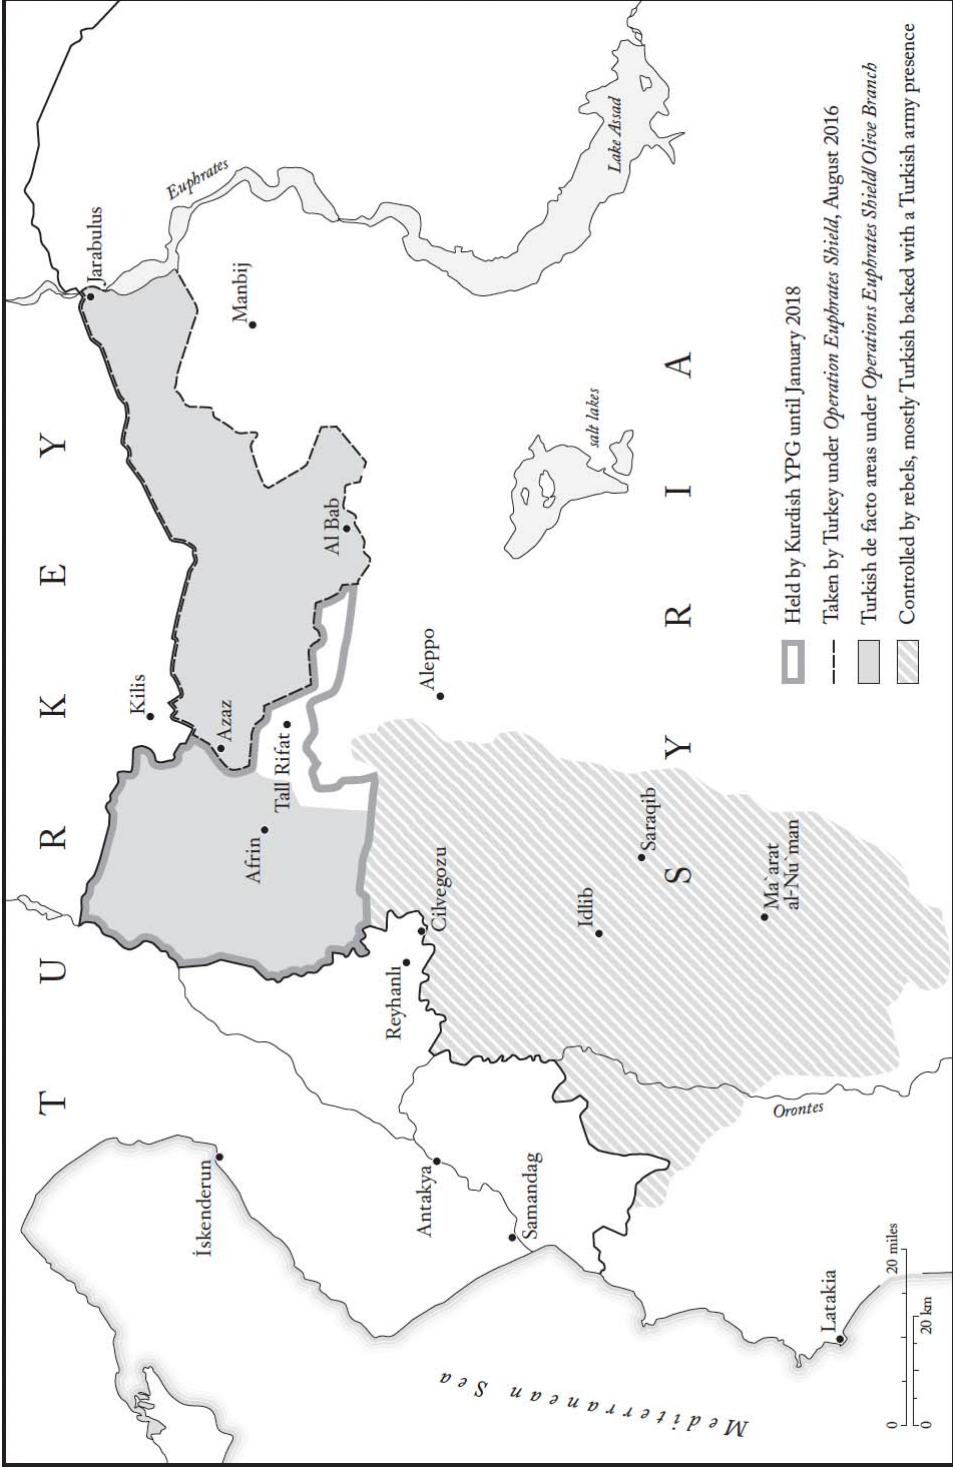 T U R K E Y
S Y R I A
Mediterranean Sea
İskenderun
Antakya
Samandag
Latakia
Reyhanlı
Cilvegozu
Afrin
Tall Rifat
Azaz
Kilis
Idlib
Saraqib
Ma`arat
al-Nu`man
Orontes
Aleppo
Al Bab
Manbij
Jarabulus
Euphrates
Lake Assad
salt lakes
Held by Kurdish YPG until January 2018
Taken by Turkey under Operation Euphrates Shield, August 2016
Turkish de facto areas under Operations Euphrates Shield/Olive Branch
Controlled by rebels, mostly Turkish backed with a Turkish army presence
0 20 miles
0 20 km